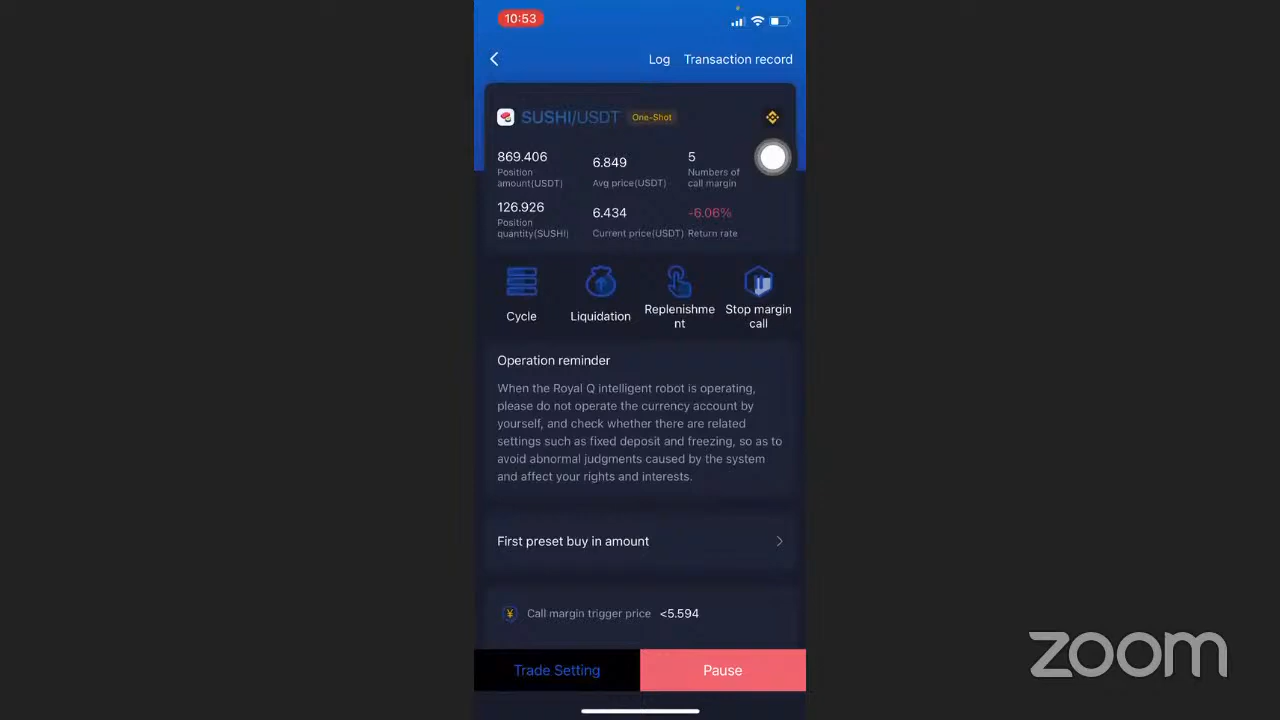 10:53
Log Transaction record
SUSHI/USDT One-Shot
869.406 6.849 5
Position amount(USDT) Avg price(USDT) Numbers of call margin
126.926 6.434 -6.06%
Position quantity(SUSHI) Current price(USDT) Return rate
Cycle Liquidation Replenishment Stop margin call
Operation reminder
When the Royal Q intelligent robot is operating,
please do not operate the currency account by
yourself, and check whether there are related
settings such as fixed deposit and freezing, so as to
avoid abnormal judgments caused by the system
and affect your rights and interests.
First preset buy in amount
¥ Call margin trigger price <5.594
Trade Setting Pause
zoom